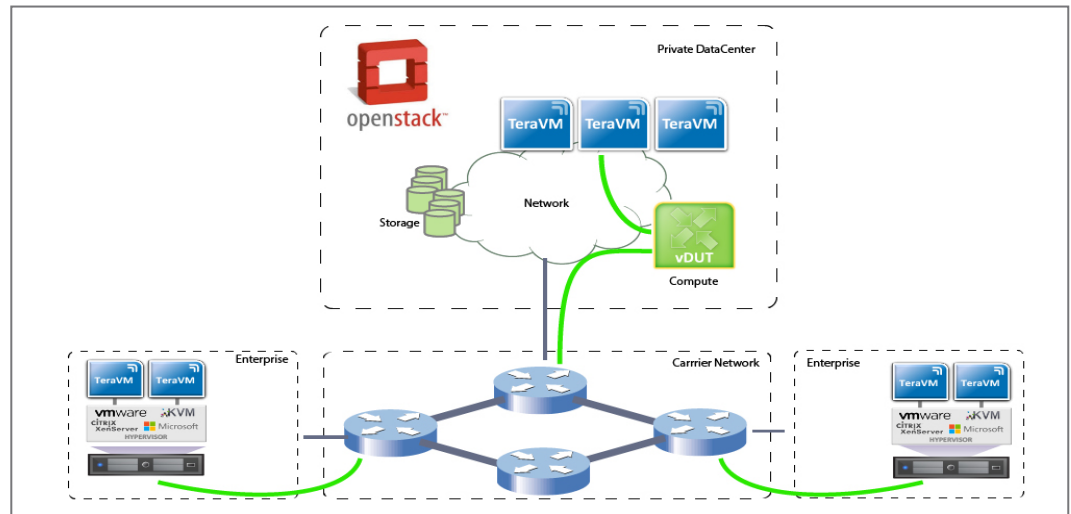 Private DataCenter
openstack™
TeraVM TeraVM TeraVM
Network
Storage
vDUT
Compute
Enterprise
TeraVM TeraVM
vmware KVM
CITRIX XenServer Microsoft
HYPERVISOR
Carrrier Network
Enterprise
TeraVM TeraVM
vmware KVM
CITRIX XenServer Microsoft
HYPERVISOR